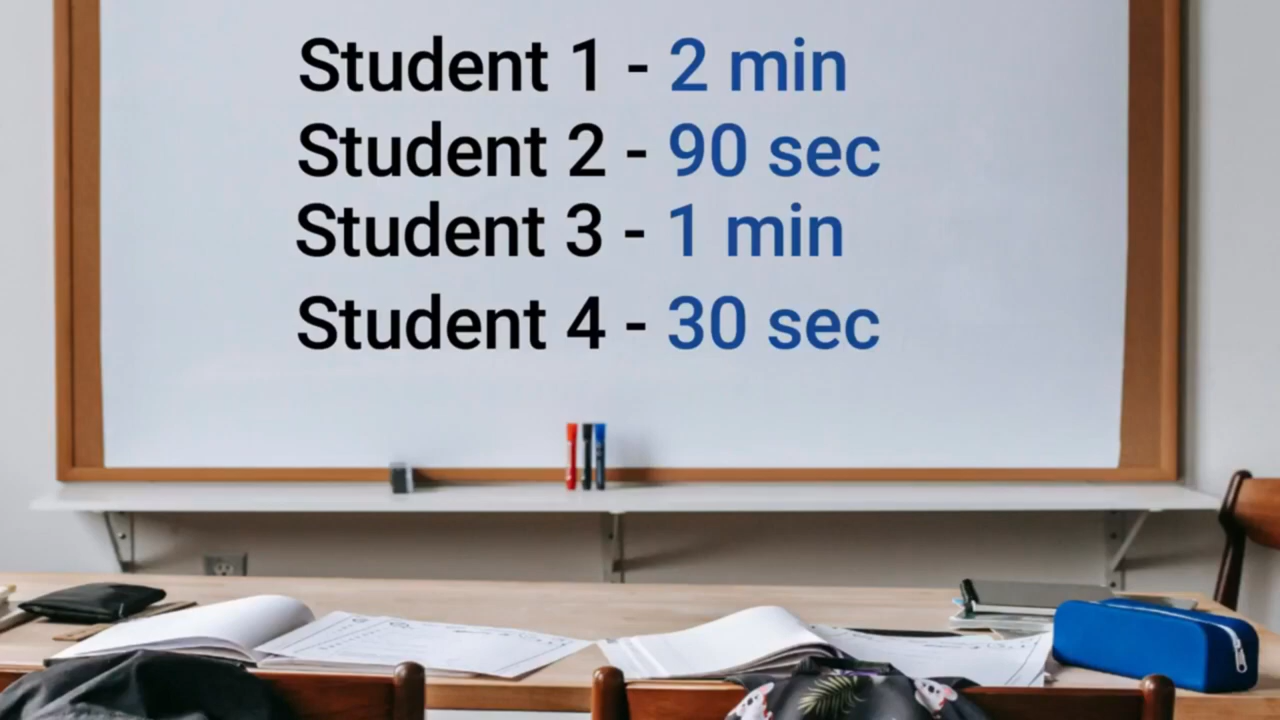 Student 1 - 2 min
Student 2 - 90 sec
Student 3 - 1 min
Student 4 - 30 sec